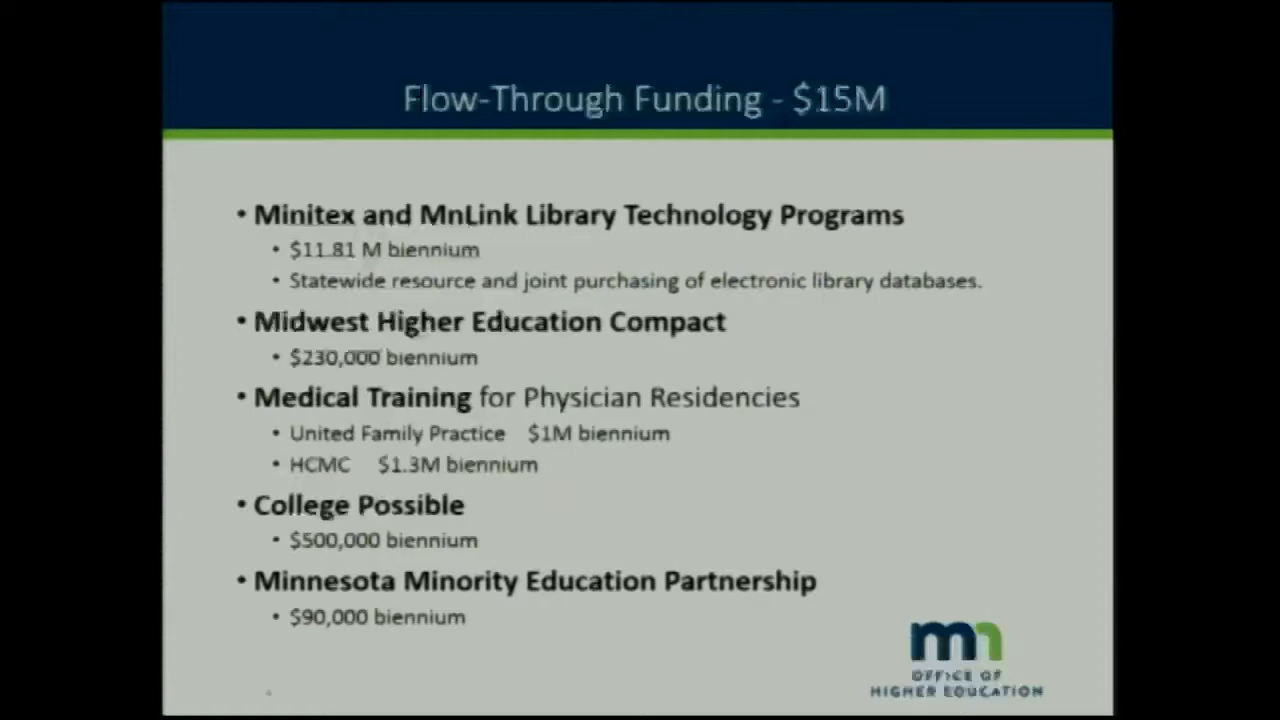 Flow-Through Funding - $15M
• Minitex and MnLink Library Technology Programs
• $11.81 M biennium
• Statewide resource and joint purchasing of electronic library databases.
• Midwest Higher Education Compact
• $230,000 biennium
• Medical Training for Physician Residencies
• United Family Practice $1M biennium
• HCMC $1.3M biennium
• College Possible
• $500,000 biennium
• Minnesota Minority Education Partnership
• $90,000 biennium
mn
OFFICE OF
HIGHER EDUCATION